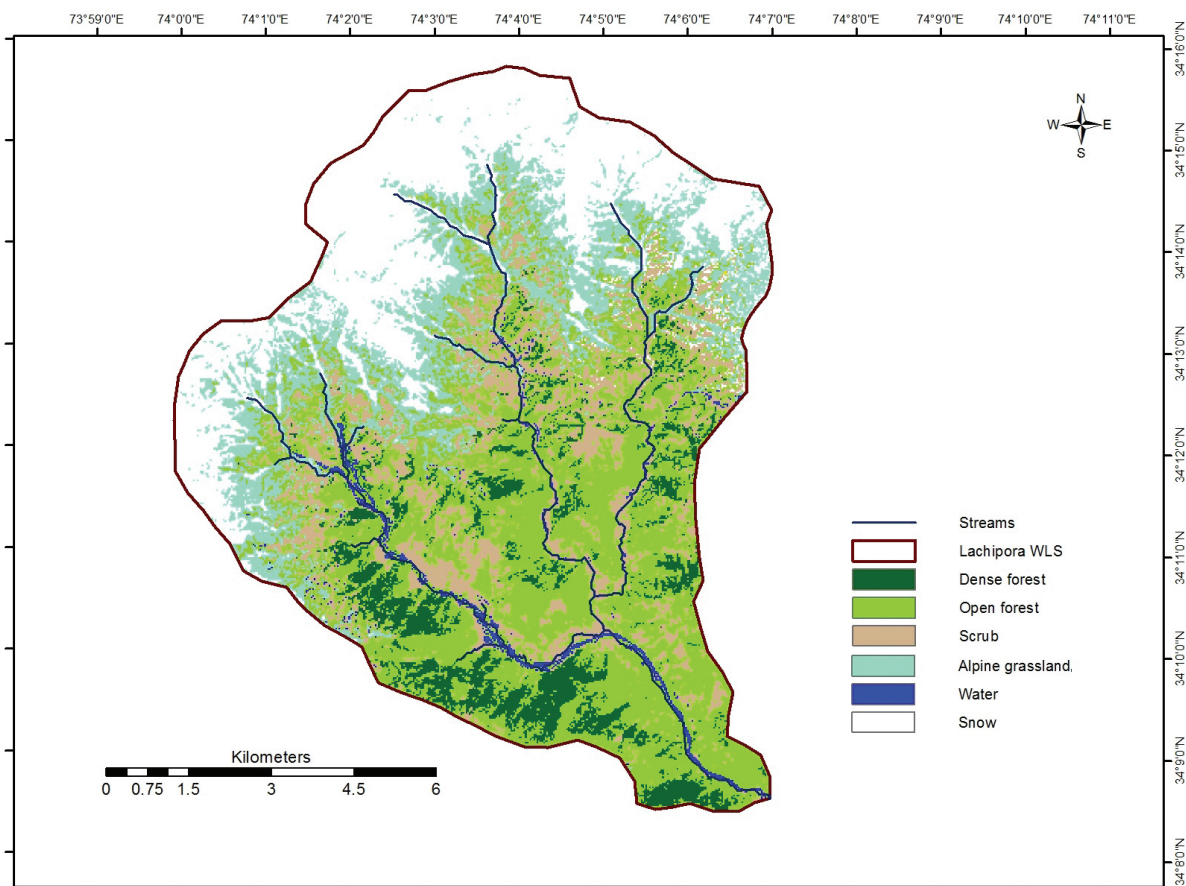 73°59'0"E 74°0'0"E 74°1'0"E 74°2'0"E 74°3'0"E 74°4'0"E 74°5'0"E 74°6'0"E 74°7'0"E 74°8'0"E 74°9'0"E 74°10'0"E 74°11'0"E
34°16'0"N
34°15'0"N
34°14'0"N
34°13'0"N
34°12'0"N
34°11'0"N
34°10'0"N
34°9'0"N
34°8'0"N
N
W E
S
Streams
Lachipora WLS
Dense forest
Open forest
Scrub
Alpine grassland,
Water
Snow
Kilometers
0 0.75 1.5 3 4.5 6